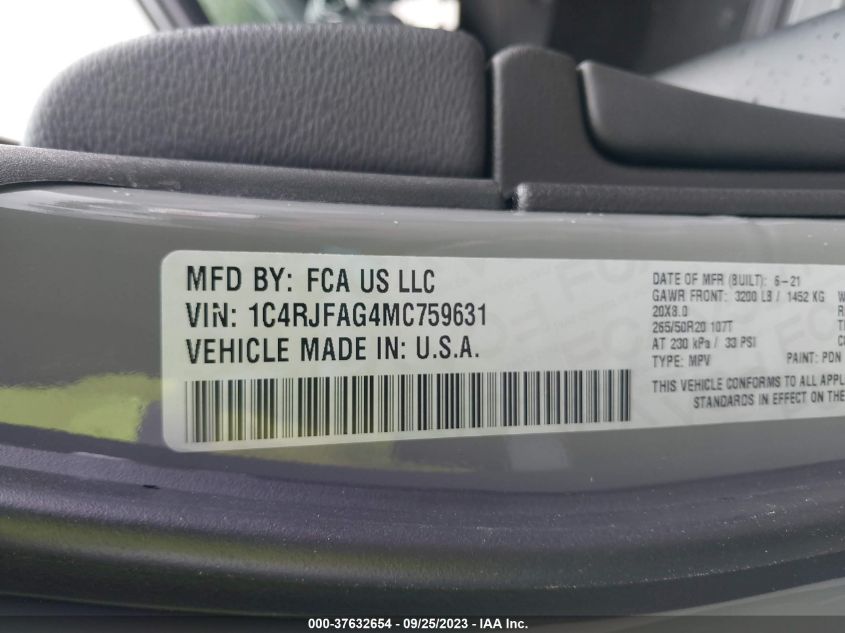 MFD BY: FCA US LLC
VIN: 1C4RJFAG4MC759631
VEHICLE MADE IN: U.S.A.
DATE OF MFR (BUILT): 6-21
GAWR FRONT: 3200 LB / 1452 KG
20X8.0
265/50R20 107T
AT 230 kPa / 33 PSI
TYPE: MPV PAINT: PDN
THIS VEHICLE CONFORMS TO ALL
STANDARDS IN EFFECT ON THE
000-37632654 - 09/25/2023 - © IAA, Inc.